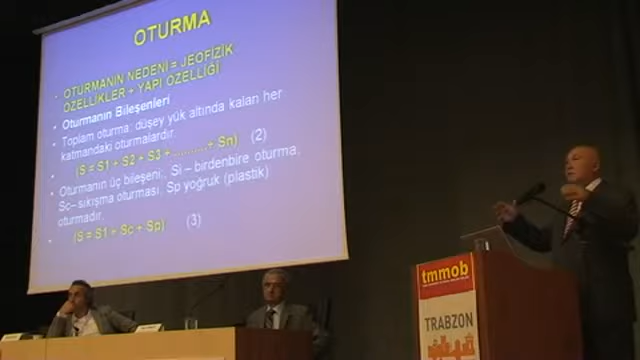 OTURMA
• OTURMANIN NEDENİ = JEOFİZİK
ÖZELLİKLER + YAPI ÖZELLİĞİ
• Oturmanın Bileşenleri
• Toplam oturma: düşey yük altında kalan her
katmandaki oturmalardır.
• (S = S1 + S2 + S3 +..........+ Sn) (2)
• Oturmanın üç bileşeni;. Si – birdenbire oturma,
Sc– sıkışma oturması. Sp yoğruk (plastik)
oturmadır.
• (S = S1 + Sc + Sp) (3)
tmmob
TRABZON